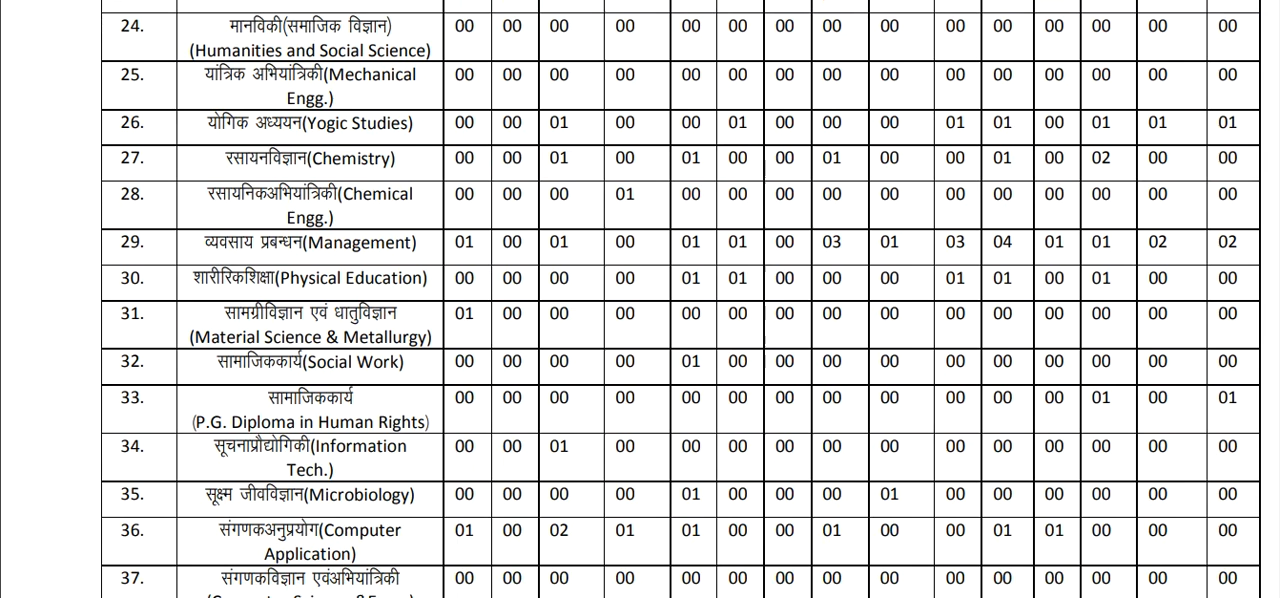 24. मानविकी(समाजिक विज्ञान) 00 00 00 00 00 00 00 00 00 00 00 00 00 00 00
(Humanities and Social Science)
25. यांत्रिक अभियांत्रिकी(Mechanical 00 00 00 00 00 00 00 00 00 00 00 00 00 00 00
Engg.)
26. योगिक अध्ययन(Yogic Studies) 00 00 01 00 00 01 00 00 00 01 01 00 01 01 01
27. रसायनविज्ञान(Chemistry) 00 00 01 00 01 00 00 01 00 00 01 00 02 00 00
28. रसायनिकअभियांत्रिकी(Chemical 00 00 00 01 00 00 00 00 00 00 00 00 00 00 00
Engg.)
29. व्यवसाय प्रबन्धन(Management) 01 00 01 00 01 01 00 03 01 03 04 01 01 02 02
30. शारीरिकशिक्षा(Physical Education) 00 00 00 00 01 01 00 00 00 01 01 00 01 00 00
31. सामग्रीविज्ञान एवं धातुविज्ञान 01 00 00 00 00 00 00 00 00 00 00 00 00 00 00
(Material Science & Metallurgy)
32. सामाजिककार्य(Social Work) 00 00 00 00 01 00 00 00 00 00 00 00 00 00 00
33. सामाजिककार्य 00 00 00 00 00 00 00 00 00 00 00 00 01 00 01
(P.G. Diploma in Human Rights)
34. सूचनाप्रौद्योगिकी(Information 00 00 01 00 00 00 00 00 00 00 00 00 00 00 00
Tech.)
35. सूक्ष्म जीवविज्ञान(Microbiology) 00 00 00 00 01 00 00 00 01 00 00 00 00 00 00
36. संगणकअनुप्रयोग(Computer 01 00 02 01 01 00 00 01 00 00 01 01 00 00 00
Application)
37. संगणकविज्ञान एवंअभियांत्रिकी 00 00 00 00 00 00 00 00 00 00 00 00 00 00 00